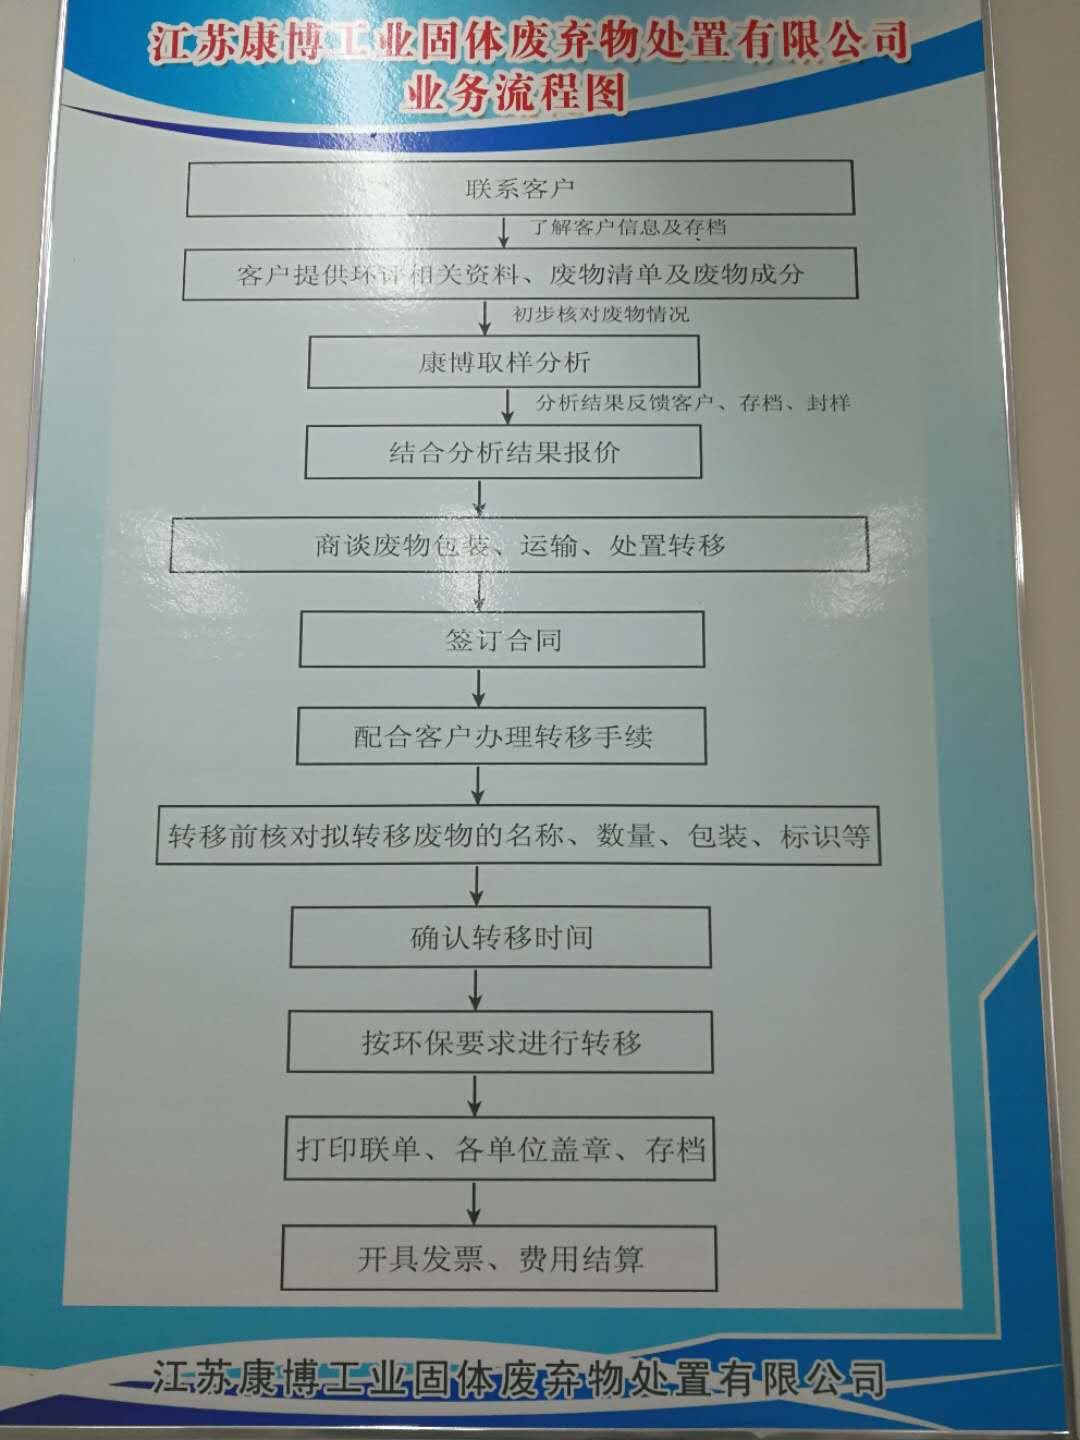 江苏康博工业固体废弃物处置有限公司
业务流程图
联系客户
了解客户信息及存档
客户提供环评相关资料、废物清单及废物成分
初步核对废物情况
康博取样分析
分析结果反馈客户、存档、封样
结合分析结果报价
商谈废物包装、运输、处置转移
签订合同
配合客户办理转移手续
转移前核对拟转移废物的名称、数量、包装、标识等
确认转移时间
按环保要求进行转移
打印联单、各单位盖章、存档
开具发票、费用结算
江苏康博工业固体废弃物处置有限公司